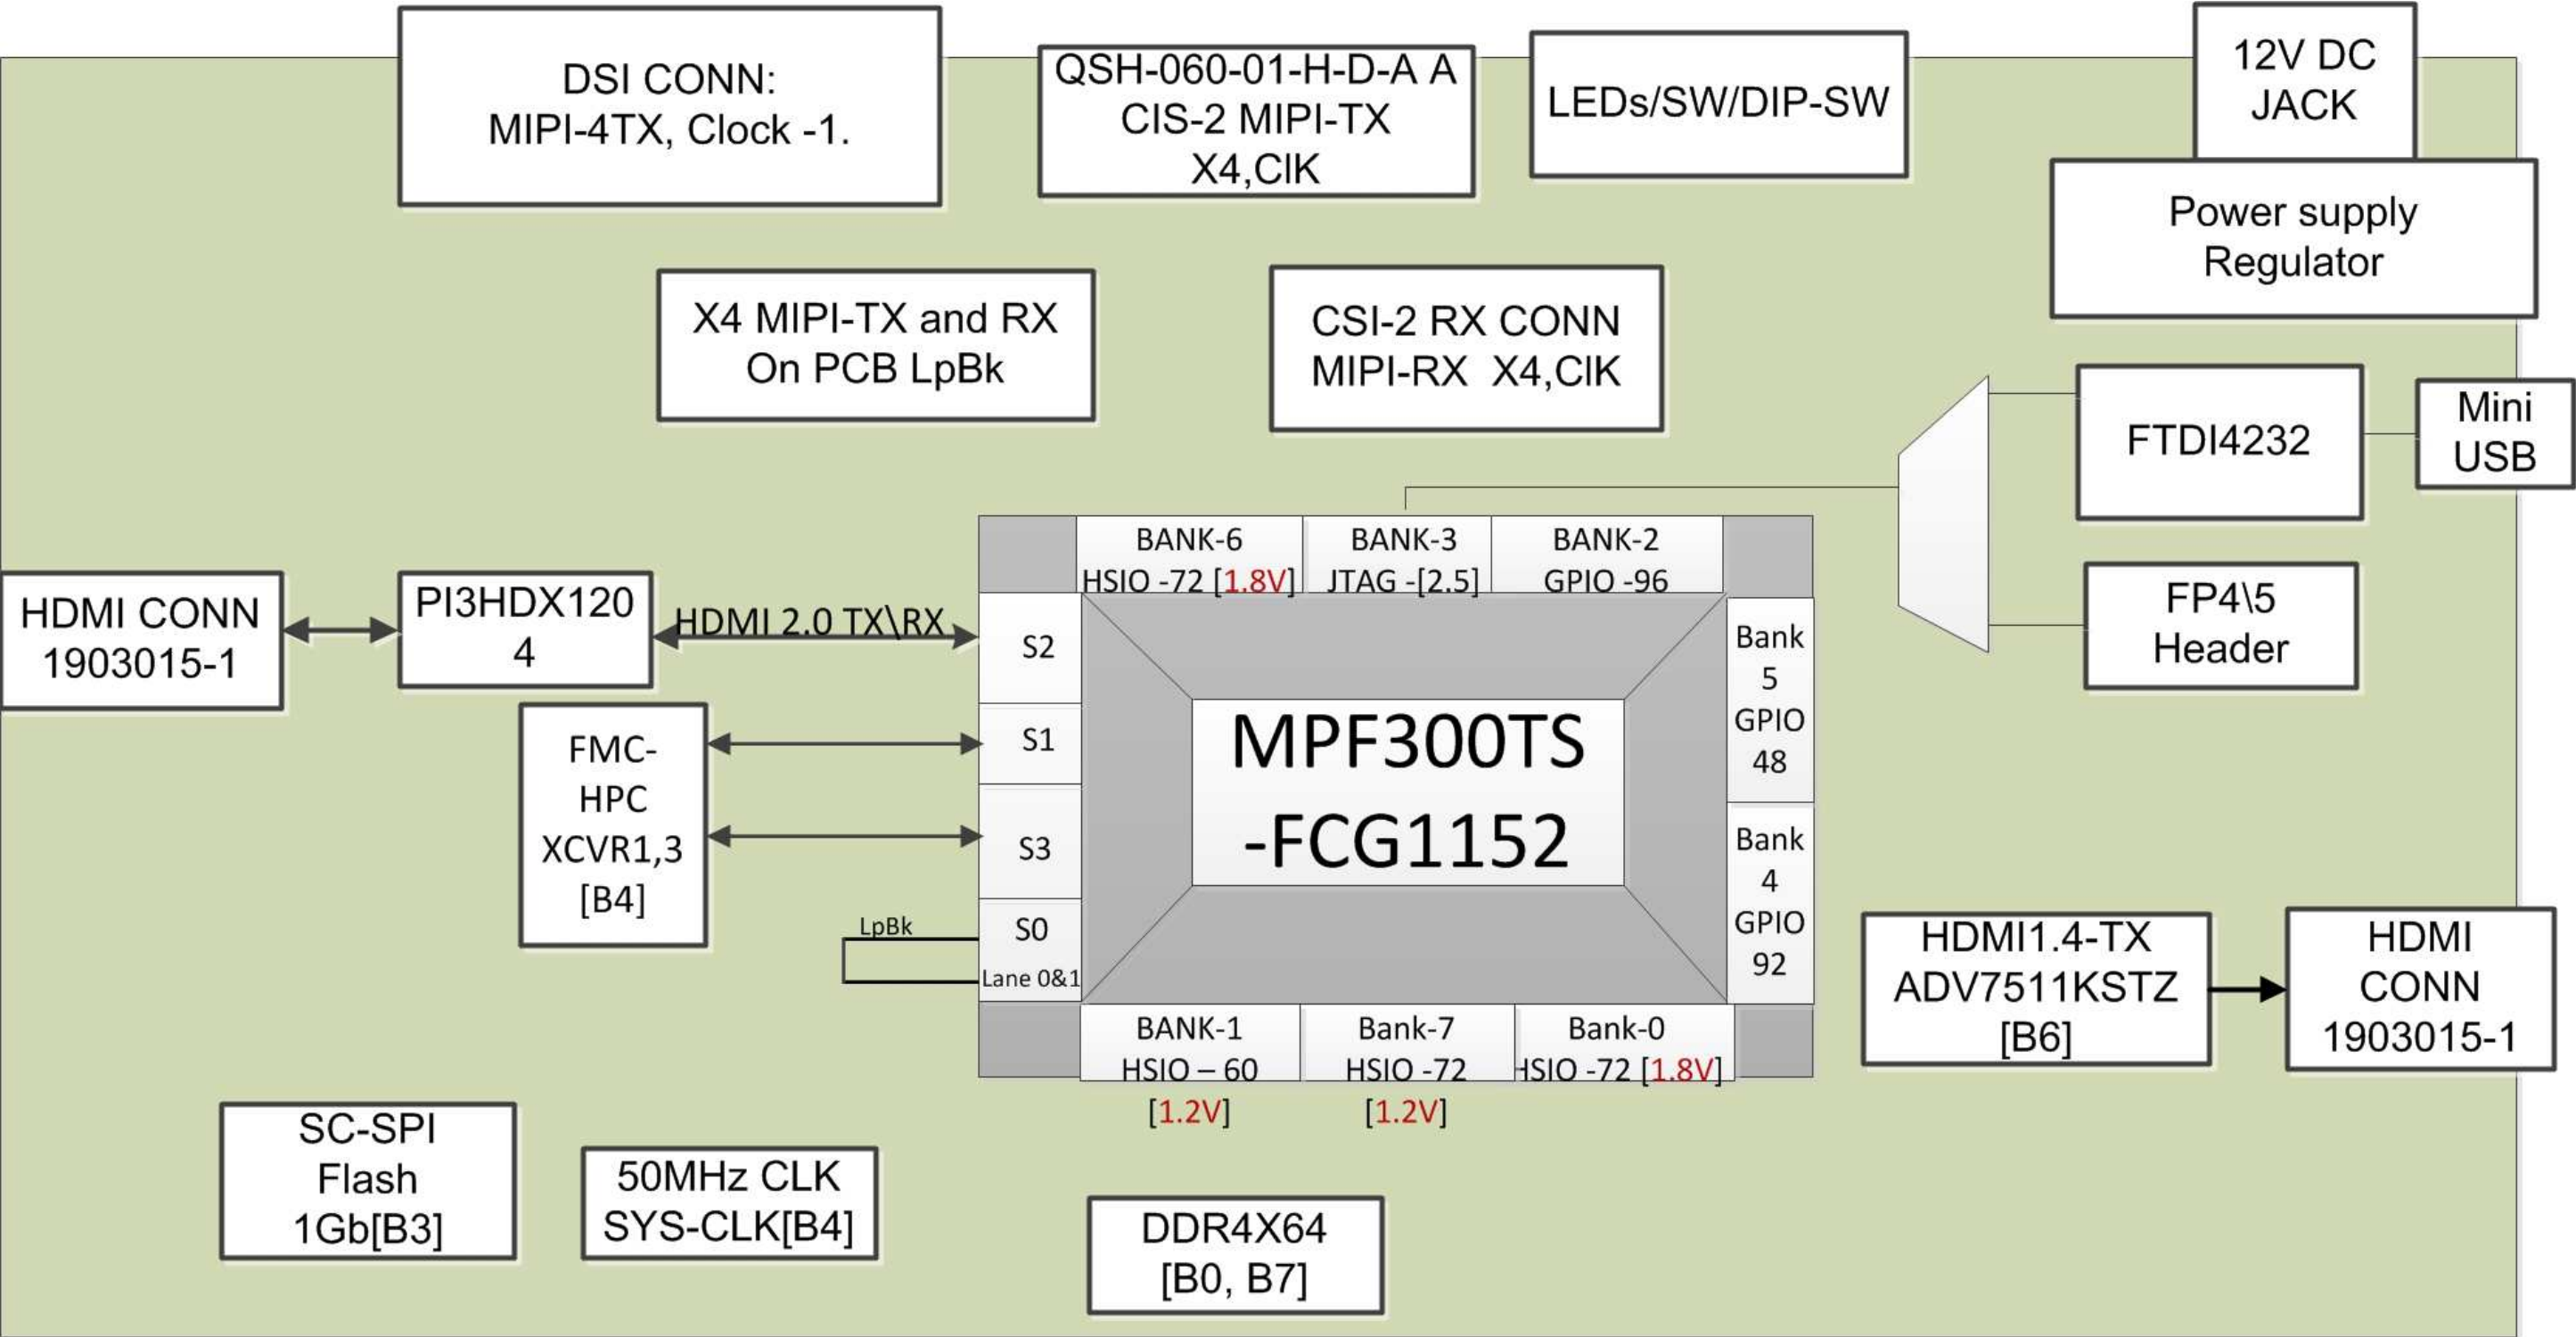 DSI CONN:
MIPI-4TX, Clock -1.
QSH-060-01-H-D-A A
CIS-2 MIPI-TX
X4,ClK
LEDs/SW/DIP-SW
12V DC
JACK
Power supply
Regulator
X4 MIPI-TX and RX
On PCB LpBk
CSI-2 RX CONN
MIPI-RX X4,ClK
FTDI4232
Mini
USB
FP4\5
Header
HDMI CONN
1903015-1
PI3HDX120
4
HDMI 2.0 TX\RX
FMC-
HPC
XCVR1,3
[B4]
LpBk
BANK-6
HSIO -72 [1.8V]
BANK-3
JTAG -[2.5]
BANK-2
GPIO -96
S2
S1
S3
S0
Lane 0&1
MPF300TS
-FCG1152
Bank
5
GPIO
48
Bank
4
GPIO
92
BANK-1
HSIO – 60
[1.2V]
Bank-7
HSIO -72
[1.2V]
Bank-0
HSIO -72 [1.8V]
HDMI1.4-TX
ADV7511KSTZ
[B6]
HDMI
CONN
1903015-1
SC-SPI
Flash
1Gb[B3]
50MHz CLK
SYS-CLK[B4]
DDR4X64
[B0, B7]